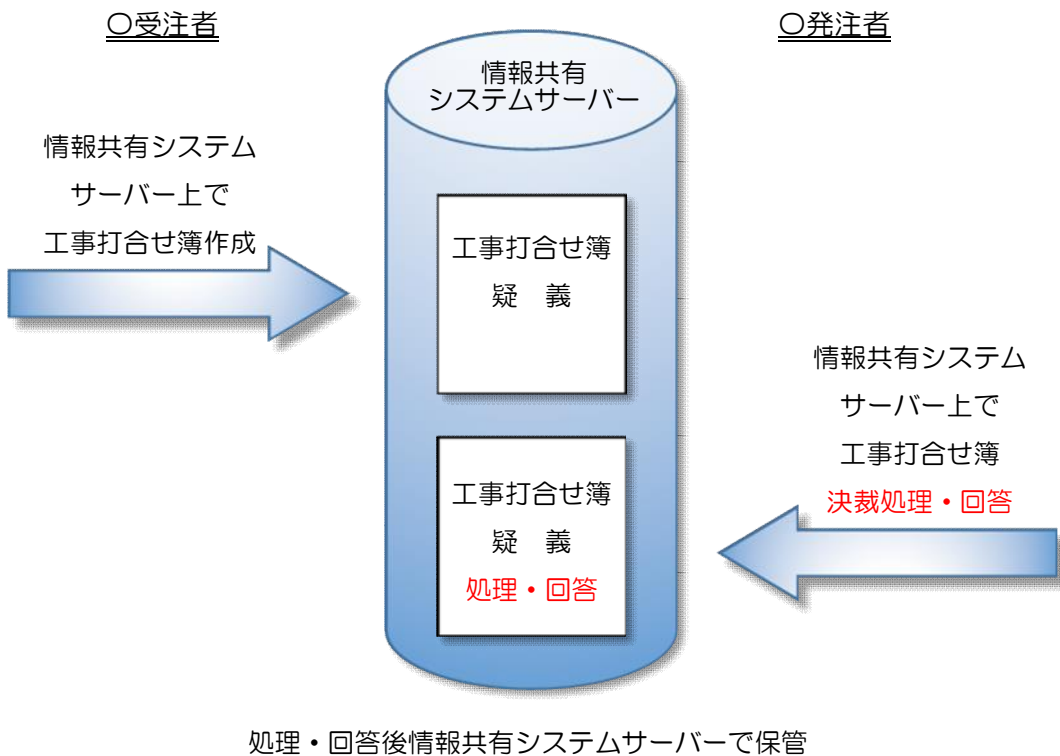 〇受注者
〇発注者
情報共有
システムサーバー
情報共有システム
サーバー上で
工事打合せ簿作成
工事打合せ簿
疑　義
情報共有システム
サーバー上で
工事打合せ簿
決裁処理・回答
工事打合せ簿
疑　義
処理・回答
処理・回答後情報共有システムサーバーで保管